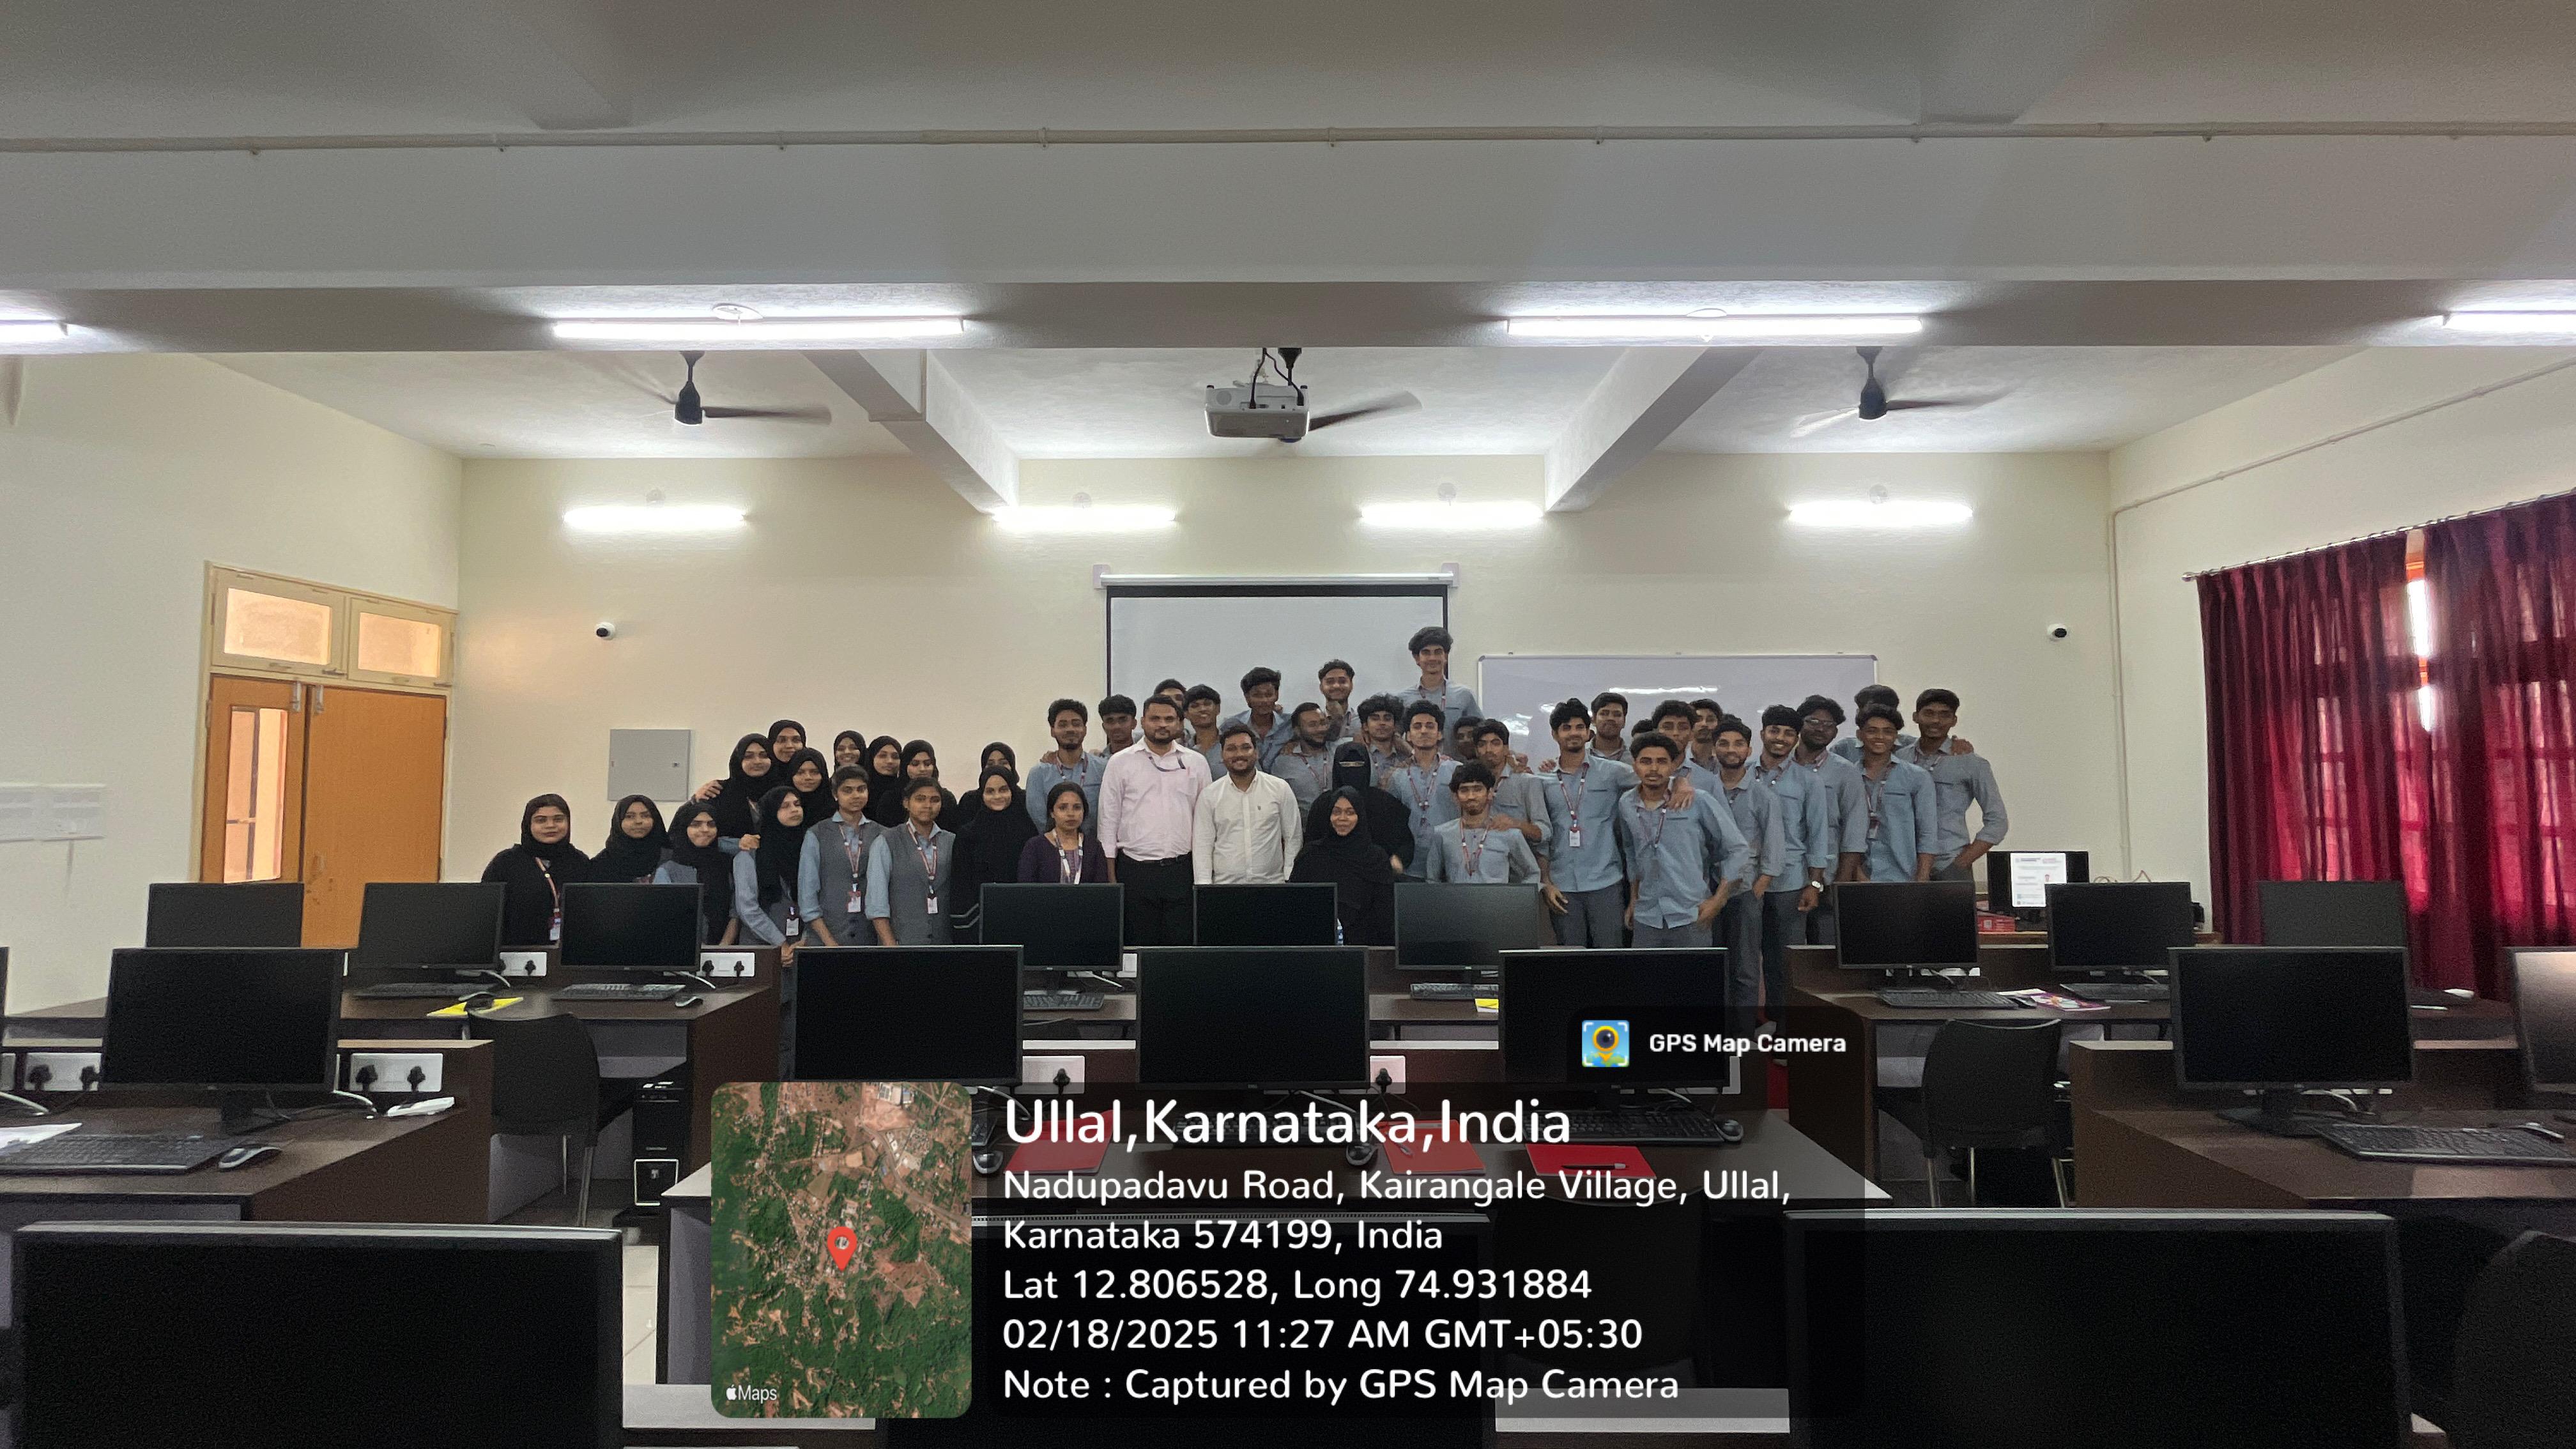 GPS Map Camera
Ullal,Karnataka,India
Nadupadavu Road, Kairangale Village, Ullal,
Karnataka 574199, India
Lat 12.806528, Long 74.931884
02/18/2025 11:27 AM GMT+05:30
Note : Captured by GPS Map Camera
Maps